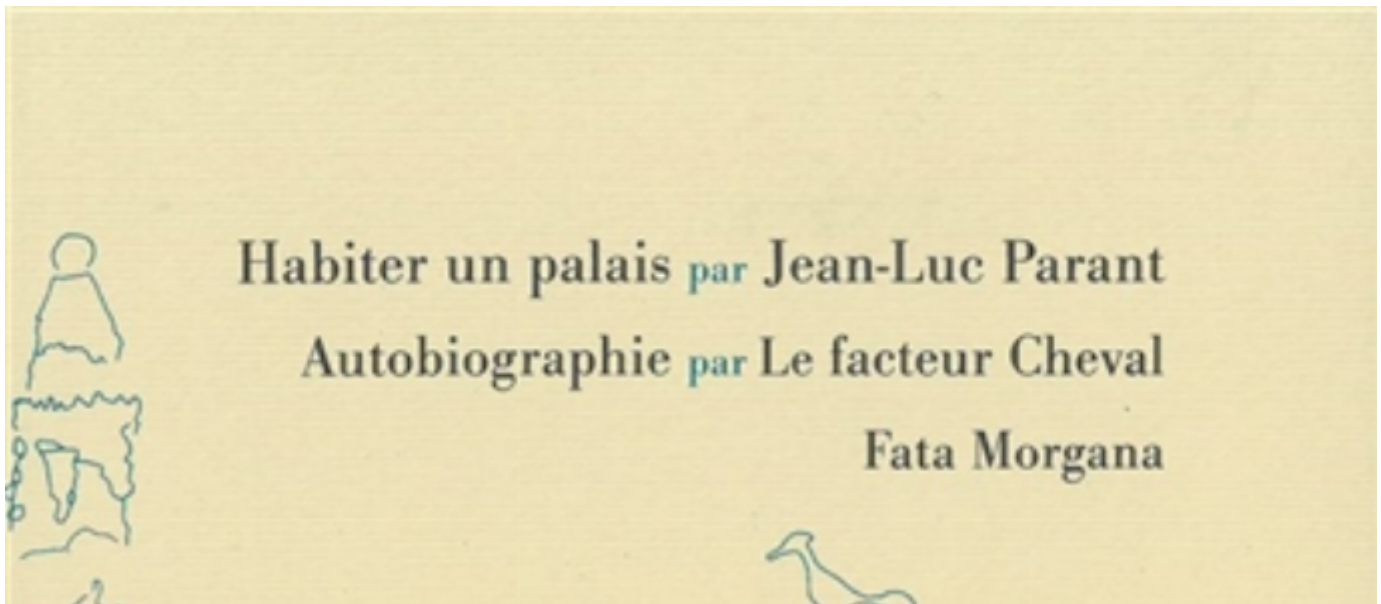 Habiter un palais par Jean-Luc Parant
Autobiographie par Le facteur Cheval
Fata Morgana